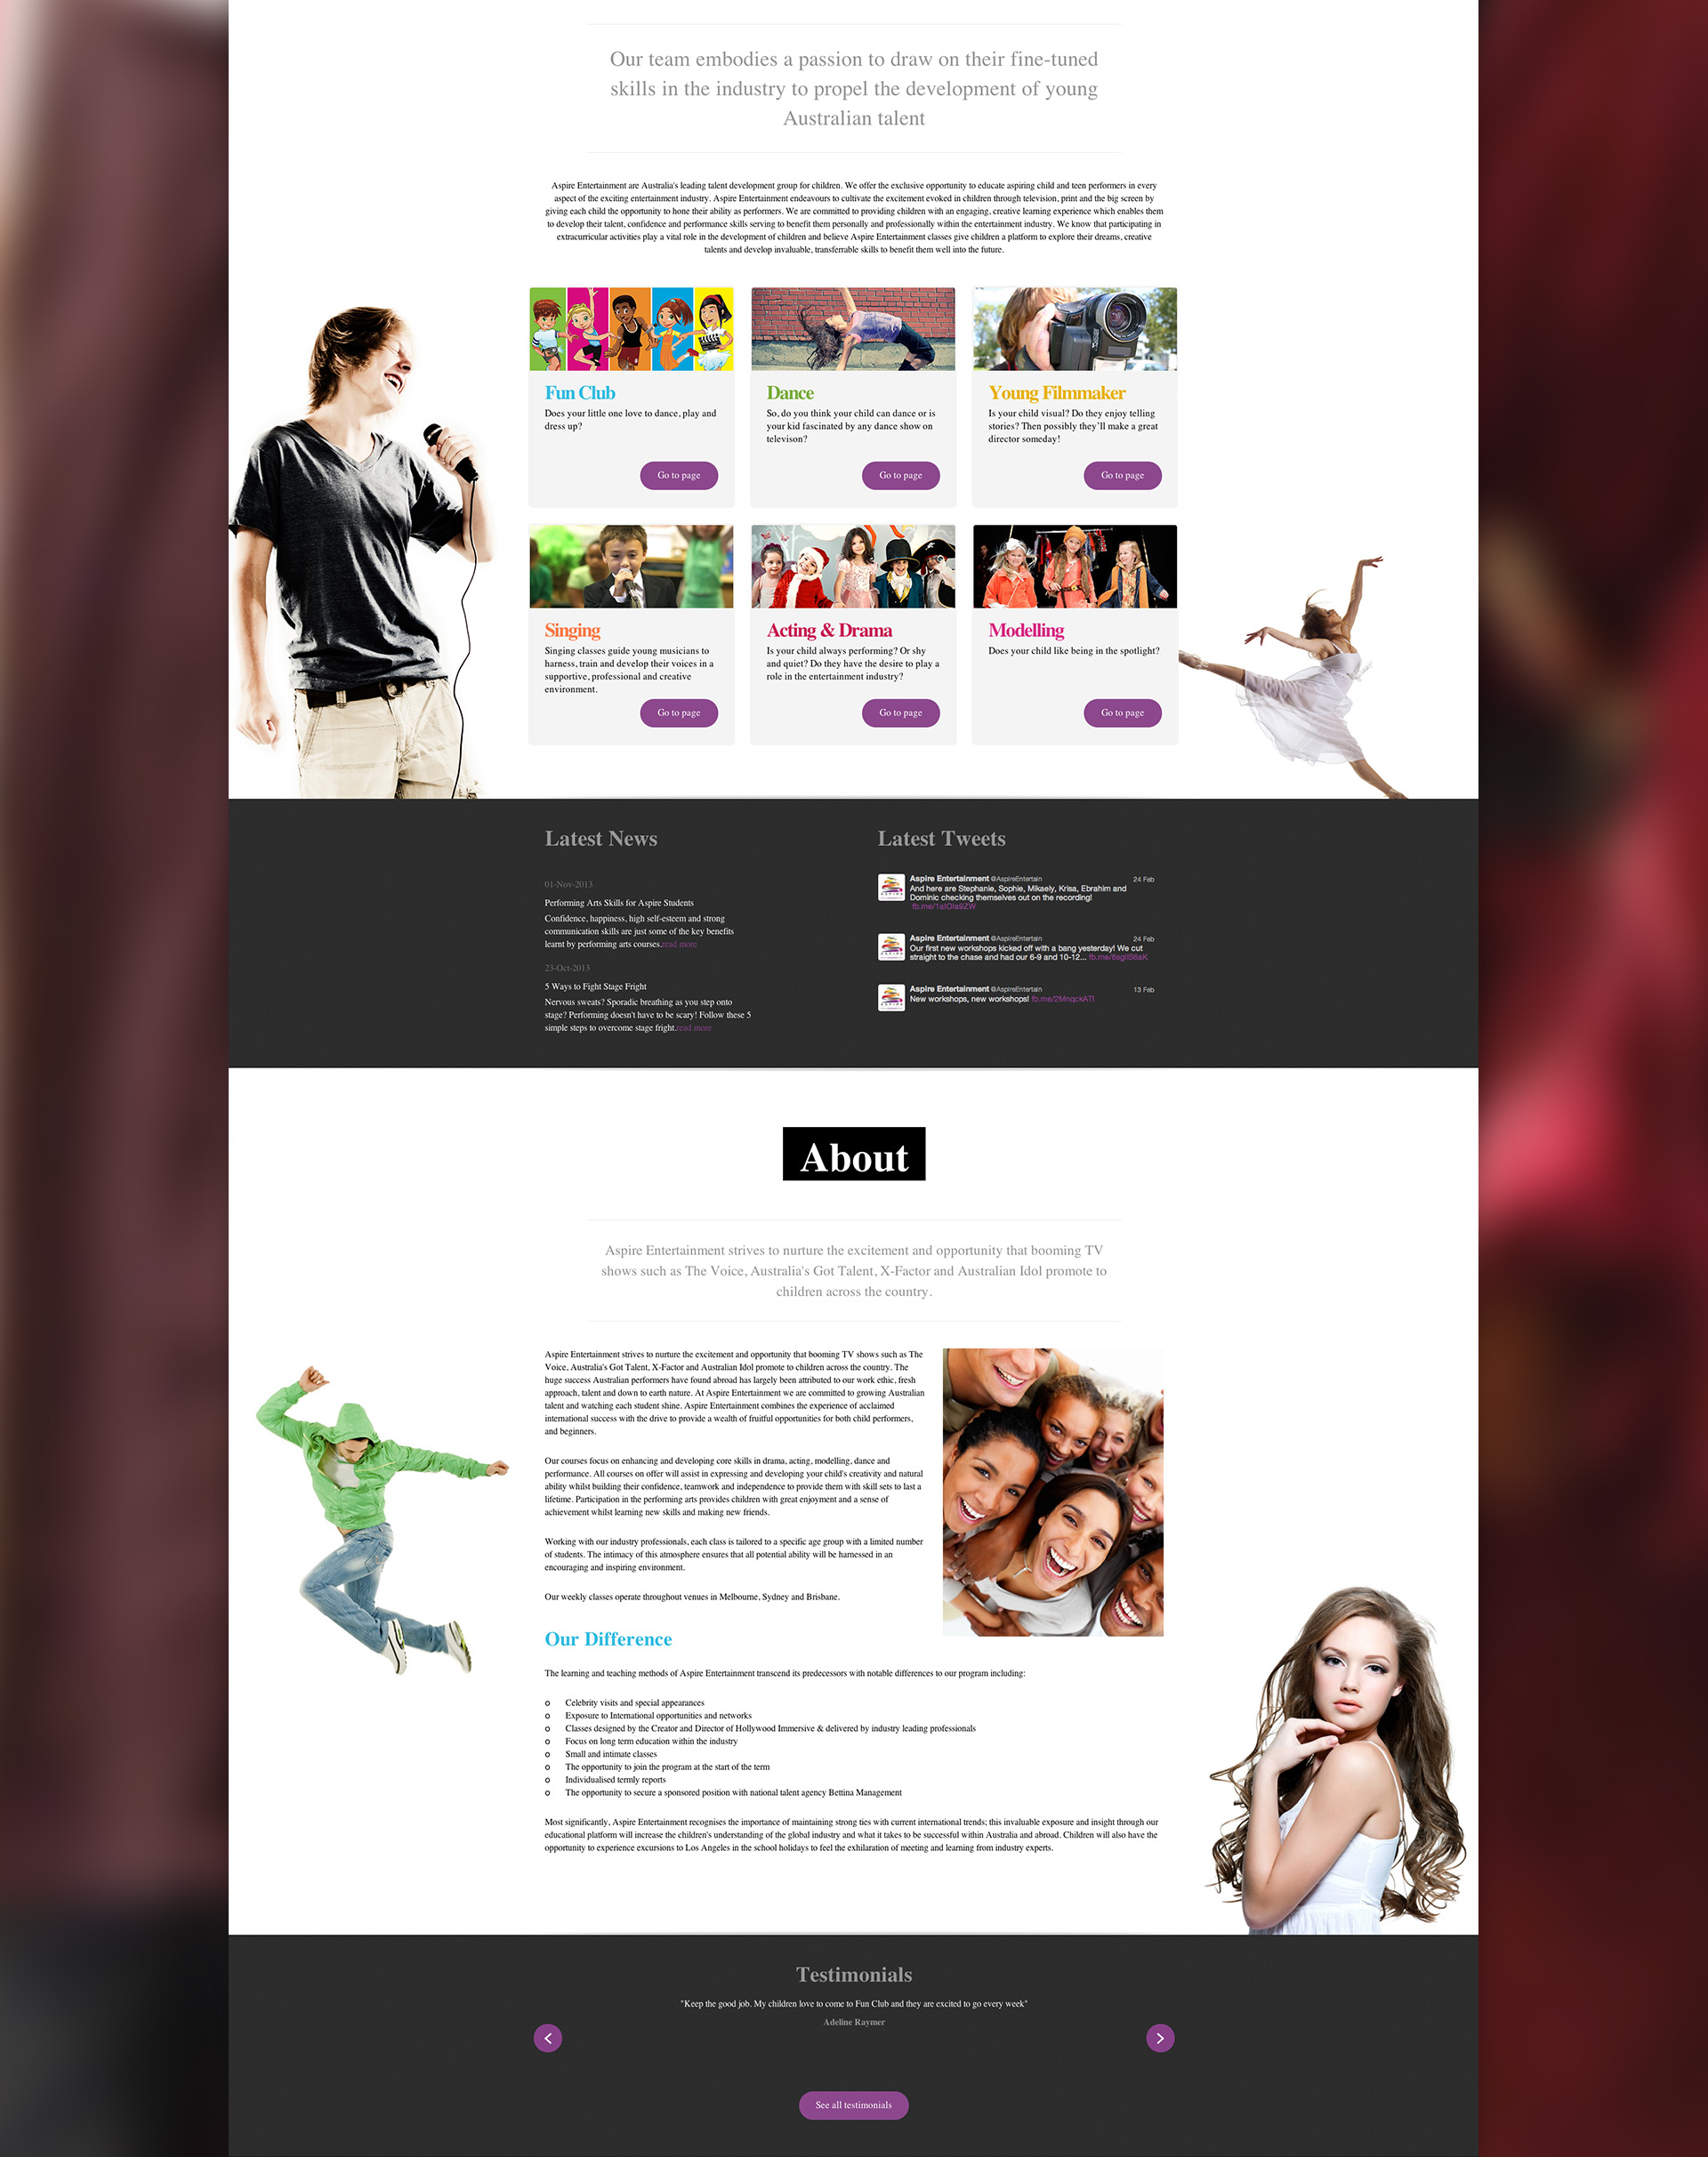 Our team embodies a passion to draw on their fine-tuned
skills in the industry to propel the development of young
Australian talent
Aspire Entertainment are Australia's leading talent development group for children. We offer the exclusive opportunity to educate aspiring child and teen performers in every
aspect of the exciting entertainment industry. Aspire Entertainment endeavours to cultivate the excitement evoked in children through television, print and the big screen by
giving each child the opportunity to hone their ability as performers. We are committed to providing children with an engaging, creative learning experience which enables them
to develop their talent, confidence and performance skills serving to benefit them personally and professionally within the entertainment industry. We know that participating in
extracurricular activities play a vital role in the development of children and believe Aspire Entertainment classes give children a platform to explore their dreams, creative
talents and develop invaluable, transferrable skills to benefit them well into the future.
Fun Club
Does your little one love to dance, play and
dress up?
Go to page
Dance
So, do you think your child can dance or is
your kid fascinated by any dance show on
televison?
Go to page
Young Filmmaker
Is your child visual? Do they enjoy telling
stories? Then possibly they'll make a great
director someday!
Go to page
Singing
Singing classes guide young musicians to
harness, train and develop their voices in a
supportive, professional and creative
environment.
Go to page
Acting & Drama
Is your child always performing? Or shy
and quiet? Do they have the desire to play a
role in the entertainment industry?
Go to page
Modelling
Does your child like being in the spotlight?
Go to page
Latest News
01-Nov-2013
Performing Arts Skills for Aspire Students
Confidence, happiness, high self-esteem and strong
communication skills are just some of the key benefits
learnt by performing arts courses.read more
23-Oct-2013
5 Ways to Fight Stage Fright
Nervous sweats? Sporadic breathing as you step onto
stage? Performing doesn't have to be scary! Follow these 5
simple steps to overcome stage fright.read more
Latest Tweets
Aspire Entertainment @AspireEntertain 24 Feb
And here are Stephanie, Sophie, Mikaely, Krisa, Ebrahim and
Dominic checking themselves out on the recording!
Aspire Entertainment @AspireEntertain 24 Feb
Our first new workshops kicked off with a bang yesterday! We cut
straight to the chase and had our 6-9 and 10-12...
Aspire Entertainment @AspireEntertain 13 Feb
New workshops, new workshops! fb.me/2MnqckATl
About
Aspire Entertainment strives to nurture the excitement and opportunity that booming TV
shows such as The Voice, Australia's Got Talent, X-Factor and Australian Idol promote to
children across the country.
Aspire Entertainment strives to nurture the excitement and opportunity that booming TV shows such as The
Voice, Australia's Got Talent, X-Factor and Australian Idol promote to children across the country. The
huge success Australian performers have found abroad has largely been attributed to our work ethic, fresh
approach, talent and down to earth nature. At Aspire Entertainment we are committed to growing Australian
talent and watching each student shine. Aspire Entertainment combines the experience of acclaimed
international success with the drive to provide a wealth of fruitful opportunities for both child performers,
and beginners.
Our courses focus on enhancing and developing core skills in drama, acting, modelling, dance and
performance. All courses on offer will assist in expressing and developing your child's creativity and natural
ability whilst building their confidence, teamwork and independence to provide them with skill sets to last a
lifetime. Participation in the performing arts provides children with great enjoyment and a sense of
achievement whilst learning new skills and making new friends.
Working with our industry professionals, each class is tailored to a specific age group with a limited number
of students. The intimacy of this atmosphere ensures that all potential ability will be harnessed in an
encouraging and inspiring environment.
Our weekly classes operate throughout venues in Melbourne, Sydney and Brisbane.
Our Difference
The learning and teaching methods of Aspire Entertainment transcend its predecessors with notable differences to our program including:
o Celebrity visits and special appearances
o Exposure to International opportunities and networks
o Classes designed by the Creator and Director of Hollywood Immersive & delivered by industry leading professionals
o Focus on long term education within the industry
o Small and intimate classes
o The opportunity to join the program at the start of the term
o Individualised termly reports
o The opportunity to secure a sponsored position with national talent agency Bettina Management
Most significantly, Aspire Entertainment recognises the importance of maintaining strong ties with current international trends; this invaluable exposure and insight through our
educational platform will increase the children's understanding of the global industry and what it takes to be successful within Australia and abroad. Children will also have the
opportunity to experience excursions to Los Angeles in the school holidays to feel the exhilaration of meeting and learning from industry experts.
Testimonials
"Keep the good job. My children love to come to Fun Club and they are excited to go every week"
Adeline Raymer
See all testimonials